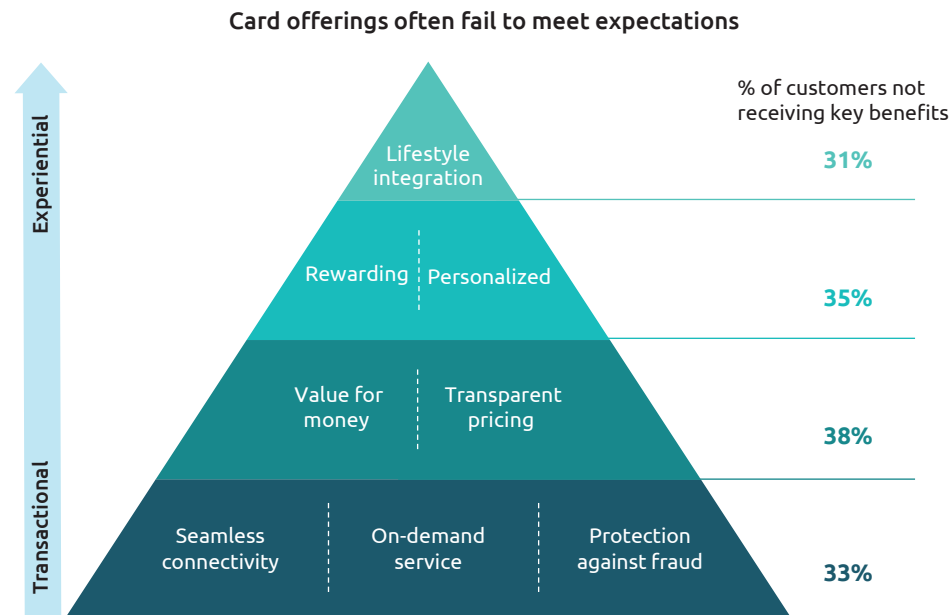 Card offerings often fail to meet expectations
% of customers not
receiving key benefits
Experiential
Transactional
Lifestyle
integration
31%
Rewarding
Personalized
35%
Value for
money
Transparent
pricing
38%
Seamless
connectivity
On-demand
service
Protection
against fraud
33%